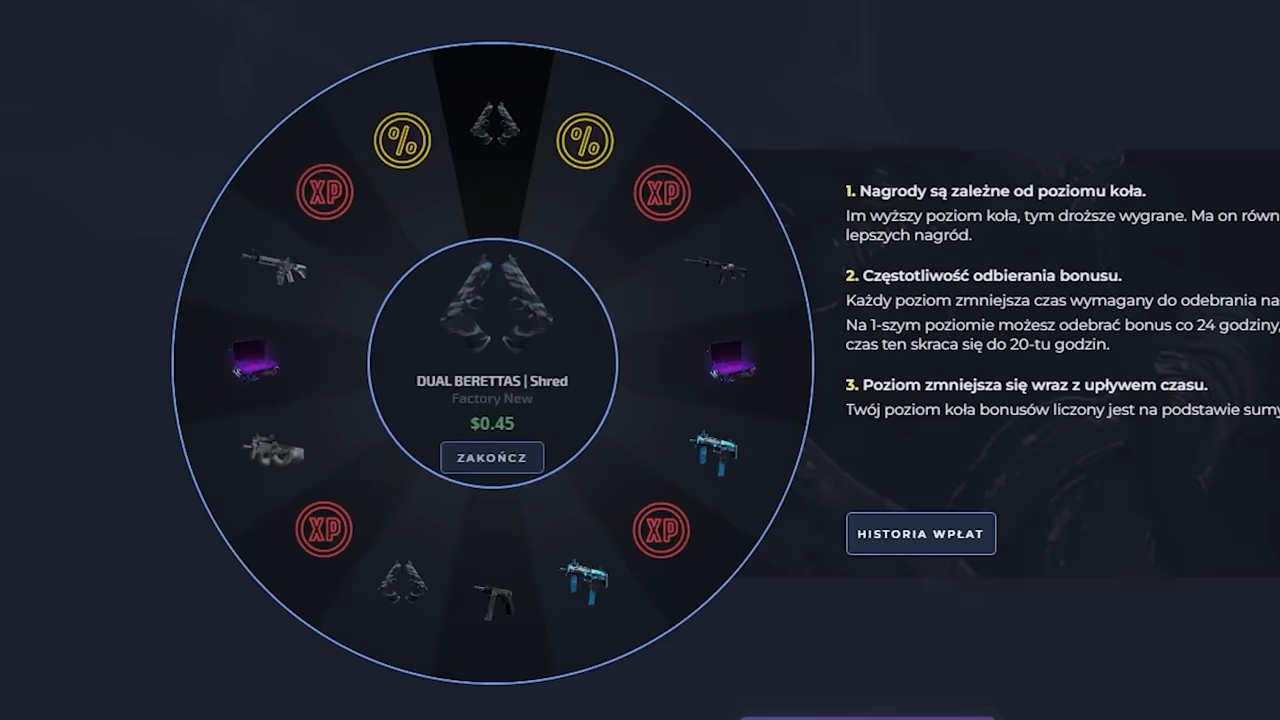 %
%
XP
XP
DUAL BERETTAS | Shred
Factory New
$0.45
ZAKOŃCZ
XP
XP
1. Nagrody są zależne od poziomu koła.
Im wyższy poziom koła, tym droższe wygrane. Ma on równ
lepszych nagród.
2. Częstotliwość odbierania bonusu.
Każdy poziom zmniejsza czas wymagany do odebrania na
Na 1-szym poziomie możesz odebrać bonus co 24 godziny,
czas ten skraca się do 20-tu godzin.
3. Poziom zmniejsza się wraz z upływem czasu.
Twój poziom koła bonusów liczony jest na podstawie sumy
HISTORIA WPŁAT